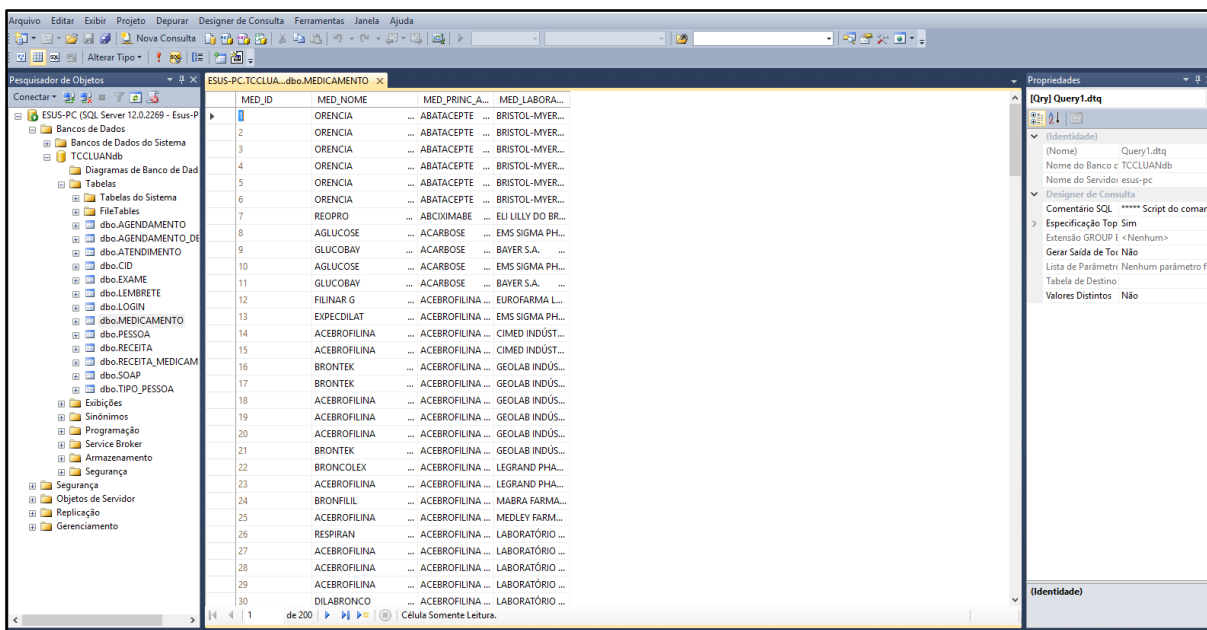 Arquivo Editar Exibir Projeto Depurar Designer de Consulta Ferramentas Janela Ajuda
Nova Consulta
Alterar Tipo
Pesquisador de Objetos
Conectar
ESUS-PC (SQL Server 12.0.2269 - Esus-P
Bancos de Dados
Bancos de Dados do Sistema
TCCLUANdb
Diagramas de Banco de Dad
Tabelas
Tabelas do Sistema
FileTables
dbo.AGENDAMENTO
dbo.AGENDAMENTO_DE
dbo.ATENDIMENTO
dbo.CID
dbo.EXAME
dbo.LEMBRETE
dbo.LOGIN
dbo.MEDICAMENTO
dbo.PESSOA
dbo.RECEITA
dbo.RECEITA_MEDICAM
dbo.SOAP
dbo.TIPO_PESSOA
Exibições
Sinônimos
Programação
Service Broker
Armazenamento
Segurança
Segurança
Objetos de Servidor
Replicação
Gerenciamento
ESUS-PC.TCCLUA...dbo.MEDICAMENTO
MED_ID MED_NOME MED_PRINC_A... MED_LABORA...
1 ORENCIA ... ABATACEPTE ... BRISTOL-MYER...
2 ORENCIA ... ABATACEPTE ... BRISTOL-MYER...
3 ORENCIA ... ABATACEPTE ... BRISTOL-MYER...
4 ORENCIA ... ABATACEPTE ... BRISTOL-MYER...
5 ORENCIA ... ABATACEPTE ... BRISTOL-MYER...
6 ORENCIA ... ABATACEPTE ... BRISTOL-MYER...
7 REOPRO ... ABCIXIMABE ... ELI LILLY DO BR...
8 AGLUCOSE ... ACARBOSE ... EMS SIGMA PH...
9 GLUCOBAY ... ACARBOSE ... BAYER S.A. ...
10 AGLUCOSE ... ACARBOSE ... EMS SIGMA PH...
11 GLUCOBAY ... ACARBOSE ... BAYER S.A. ...
12 FILINAR G ... ACEBROFILINA ... EUROFARMA L...
13 EXPECDILAT ... ACEBROFILINA ... EMS SIGMA PH...
14 ACEBROFILINA ... ACEBROFILINA ... CIMED INDÚST...
15 ACEBROFILINA ... ACEBROFILINA ... CIMED INDÚST...
16 BRONTEK ... ACEBROFILINA ... GEOLAB INDÚS...
17 BRONTEK ... ACEBROFILINA ... GEOLAB INDÚS...
18 ACEBROFILINA ... ACEBROFILINA ... GEOLAB INDÚS...
19 ACEBROFILINA ... ACEBROFILINA ... GEOLAB INDÚS...
20 ACEBROFILINA ... ACEBROFILINA ... GEOLAB INDÚS...
21 BRONTEK ... ACEBROFILINA ... GEOLAB INDÚS...
22 BRONCOLEX ... ACEBROFILINA ... LEGRAND PHA...
23 ACEBROFILINA ... ACEBROFILINA ... LEGRAND PHA...
24 BRONFILIL ... ACEBROFILINA ... MABRA FARMA...
25 ACEBROFILINA ... ACEBROFILINA ... MEDLEY FARM...
26 RESPIRAN ... ACEBROFILINA ... LABORATÓRIO ...
27 ACEBROFILINA ... ACEBROFILINA ... LABORATÓRIO ...
28 ACEBROFILINA ... ACEBROFILINA ... LABORATÓRIO ...
29 ACEBROFILINA ... ACEBROFILINA ... LABORATÓRIO ...
30 DILABRONCO ... ACEBROFILINA ... LABORATÓRIO ...
1 de 200 Célula Somente Leitura.
Propriedades
[Qry] Query1.dtq
(Identidade)
(Nome) Query1.dtq
Nome do Banco d TCCLUANdb
Nome do Servido esus-pc
Designer de Consulta
Comentário SQL ***** Script do coman
Especificação Top Sim
Extensão GROUP E <Nenhum>
Gerar Saída de Toc Não
Lista de Parâmetr Nenhum parâmetro f
Tabela de Destino
Valores Distintos Não
(Identidade)